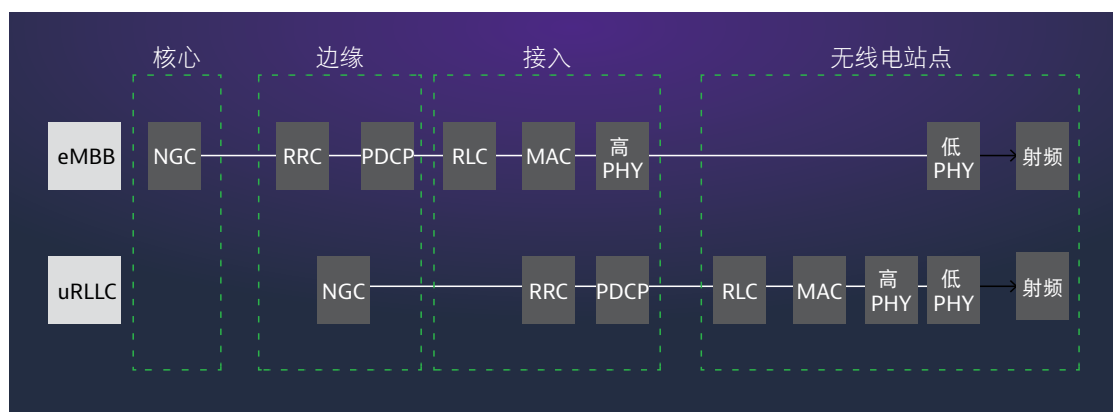 核心
边缘
接入
无线电站点
eMBB
NGC
RRC
PDCP
RLC
MAC
高
PHY
低
PHY
射频
uRLLC
NGC
RRC
PDCP
RLC
MAC
高
PHY
低
PHY
射频